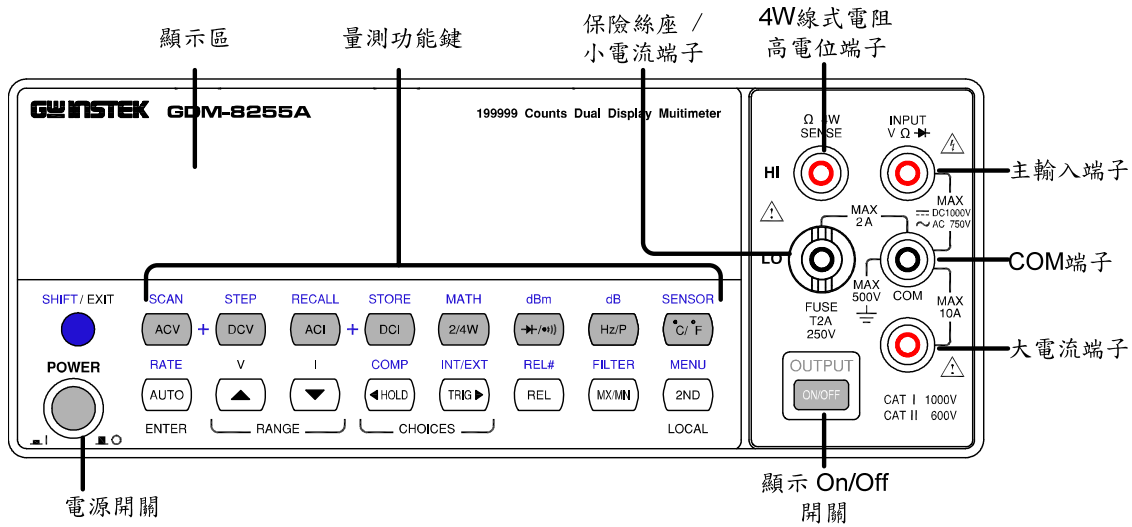 顯示區
量測功能鍵
保險絲座 /
小電流端子
4W線式電阻
高電位端子
GW INSTEK GDM-8255A
199999 Counts Dual Display Muitimeter
Ω 4W
SENSE
INPUT
V Ω
HI
主輸入端子
MAX
DC1000V
AC 750V
MAX
2A
LO
COM端子
COM
MAX
500V
MAX
10A
FUSE
T2A
250V
大電流端子
SHIFT / EXIT
SCAN STEP RECALL STORE MATH dBm dB SENSOR
ACV + DCV ACI + DCI 2/4W Hz/P °C/°F
POWER
RATE V I COMP INT/EXT REL# FILTER MENU
AUTO HOLD TRIG REL MX/MIN 2ND
ENTER RANGE CHOICES LOCAL
OUTPUT
ON/OFF
CAT I 1000V
CAT II 600V
電源開關
顯示 On/Off
開關